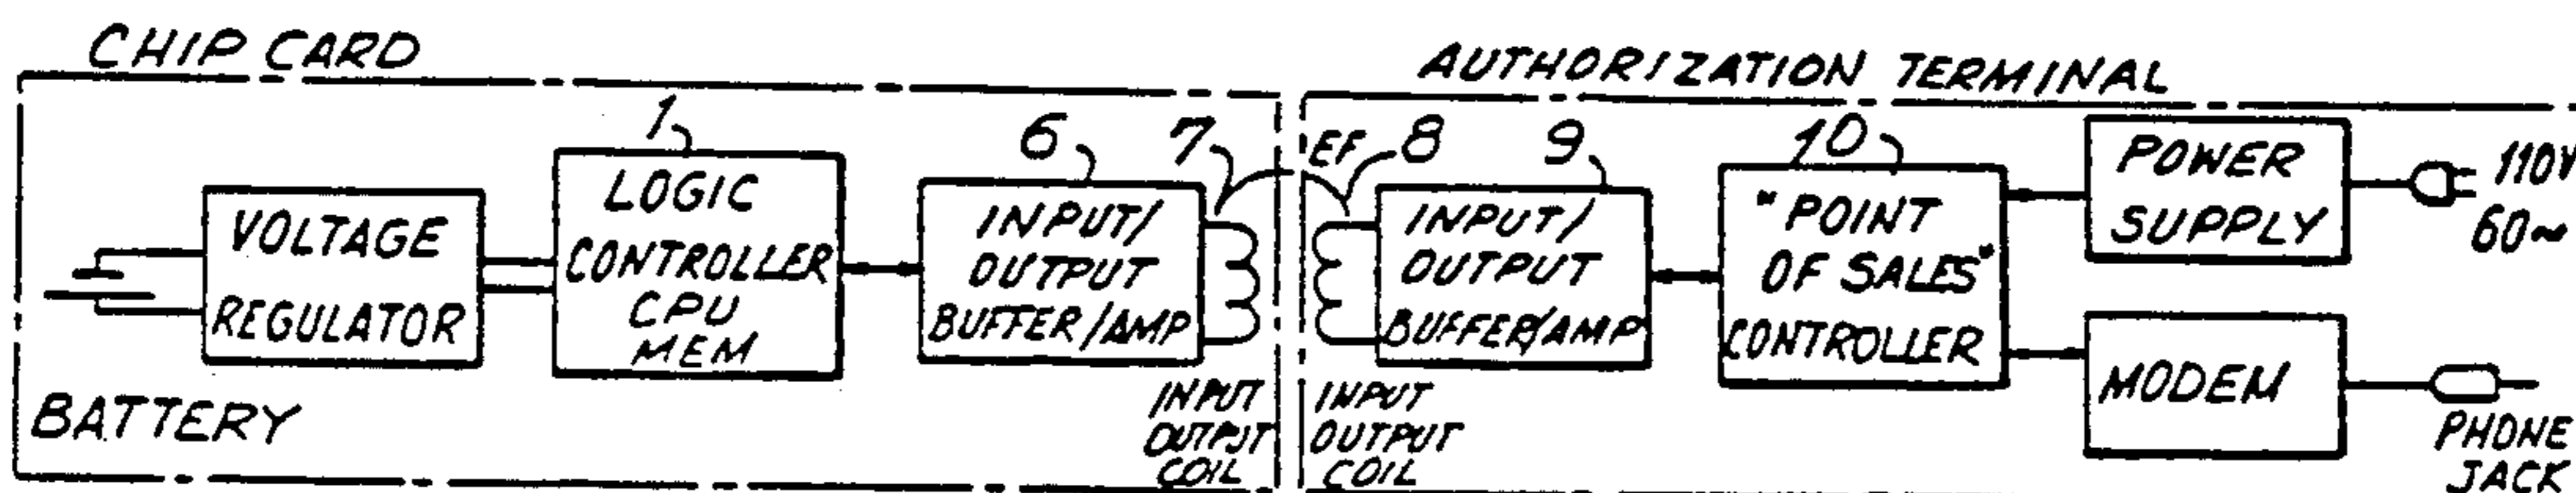 CHIP CARD
AUTHORIZATION TERMINAL
1
6
7
EF
8
9
10
VOLTAGE
REGULATOR
LOGIC
CONTROLLER
CPU
MEM
INPUT/
OUTPUT
BUFFER/AMP
INPUT/
OUTPUT
BUFFER/AMP
"POINT
OF SALES"
CONTROLLER
POWER
SUPPLY
110V
60~
MODEM
BATTERY
INPUT
OUTPUT
COIL
INPUT
OUTPUT
COIL
PHONE
JACK